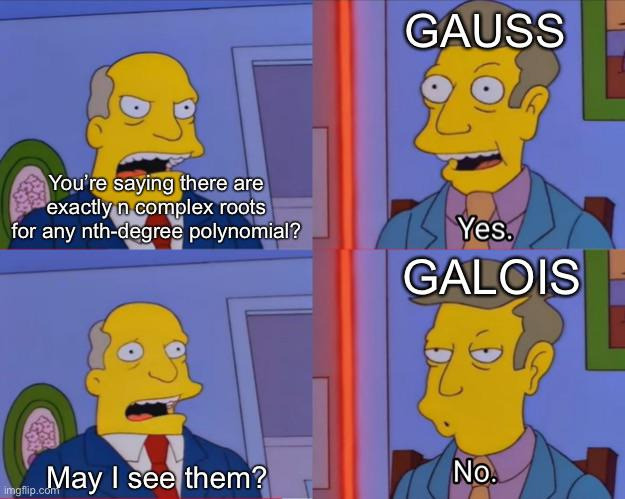 GAUSS
You’re saying there are
exactly n complex roots
for any nth-degree polynomial?
Yes.
GALOIS
May I see them?
No.
imgflip.com